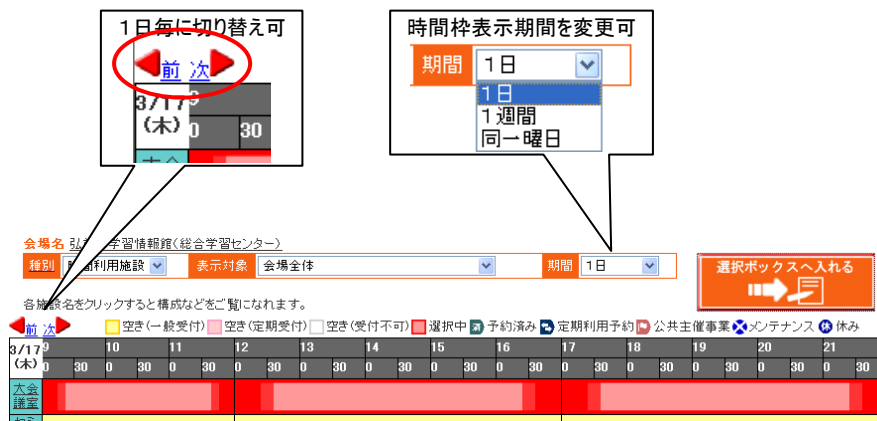 1日毎に切り替え可
前 次
3/17 9
(木) 0 30
大会
時間枠表示期間を変更可
期間 1日
1日
1週間
同一曜日
会場名 弘 学習情報館(総合学習センター)
種別 時間利用施設 表示対象 会場全体 期間 1日
選択ボックスへ入れる
各施設名をクリックすると構成などをご覧になれます。
前 次 空き(一般受付) 空き(定期受付) 空き(受付不可) 選択中 予約済み 定期利用予約 公共主催事業 メンテナンス 休み
3/17 9 10 11 12 13 14 15 16 17 18 19 20 21
(木) 0 30 0 30 0 30 0 30 0 30 0 30 0 30 0 30 0 30 0 30 0 30 0 30 0 30
大会
議室